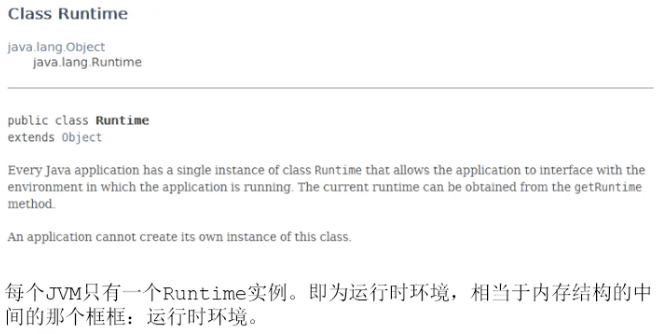 Class Runtime
java.lang.Object
java.lang.Runtime
public class Runtime
extends Object
Every Java application has a single instance of class Runtime that allows the application to interface with the
environment in which the application is running. The current runtime can be obtained from the getRuntime
method.
An application cannot create its own instance of this class.
每个JVM只有一个Runtime实例。即为运行时环境，相当于内存结构的中
间的那个框框：运行时环境。